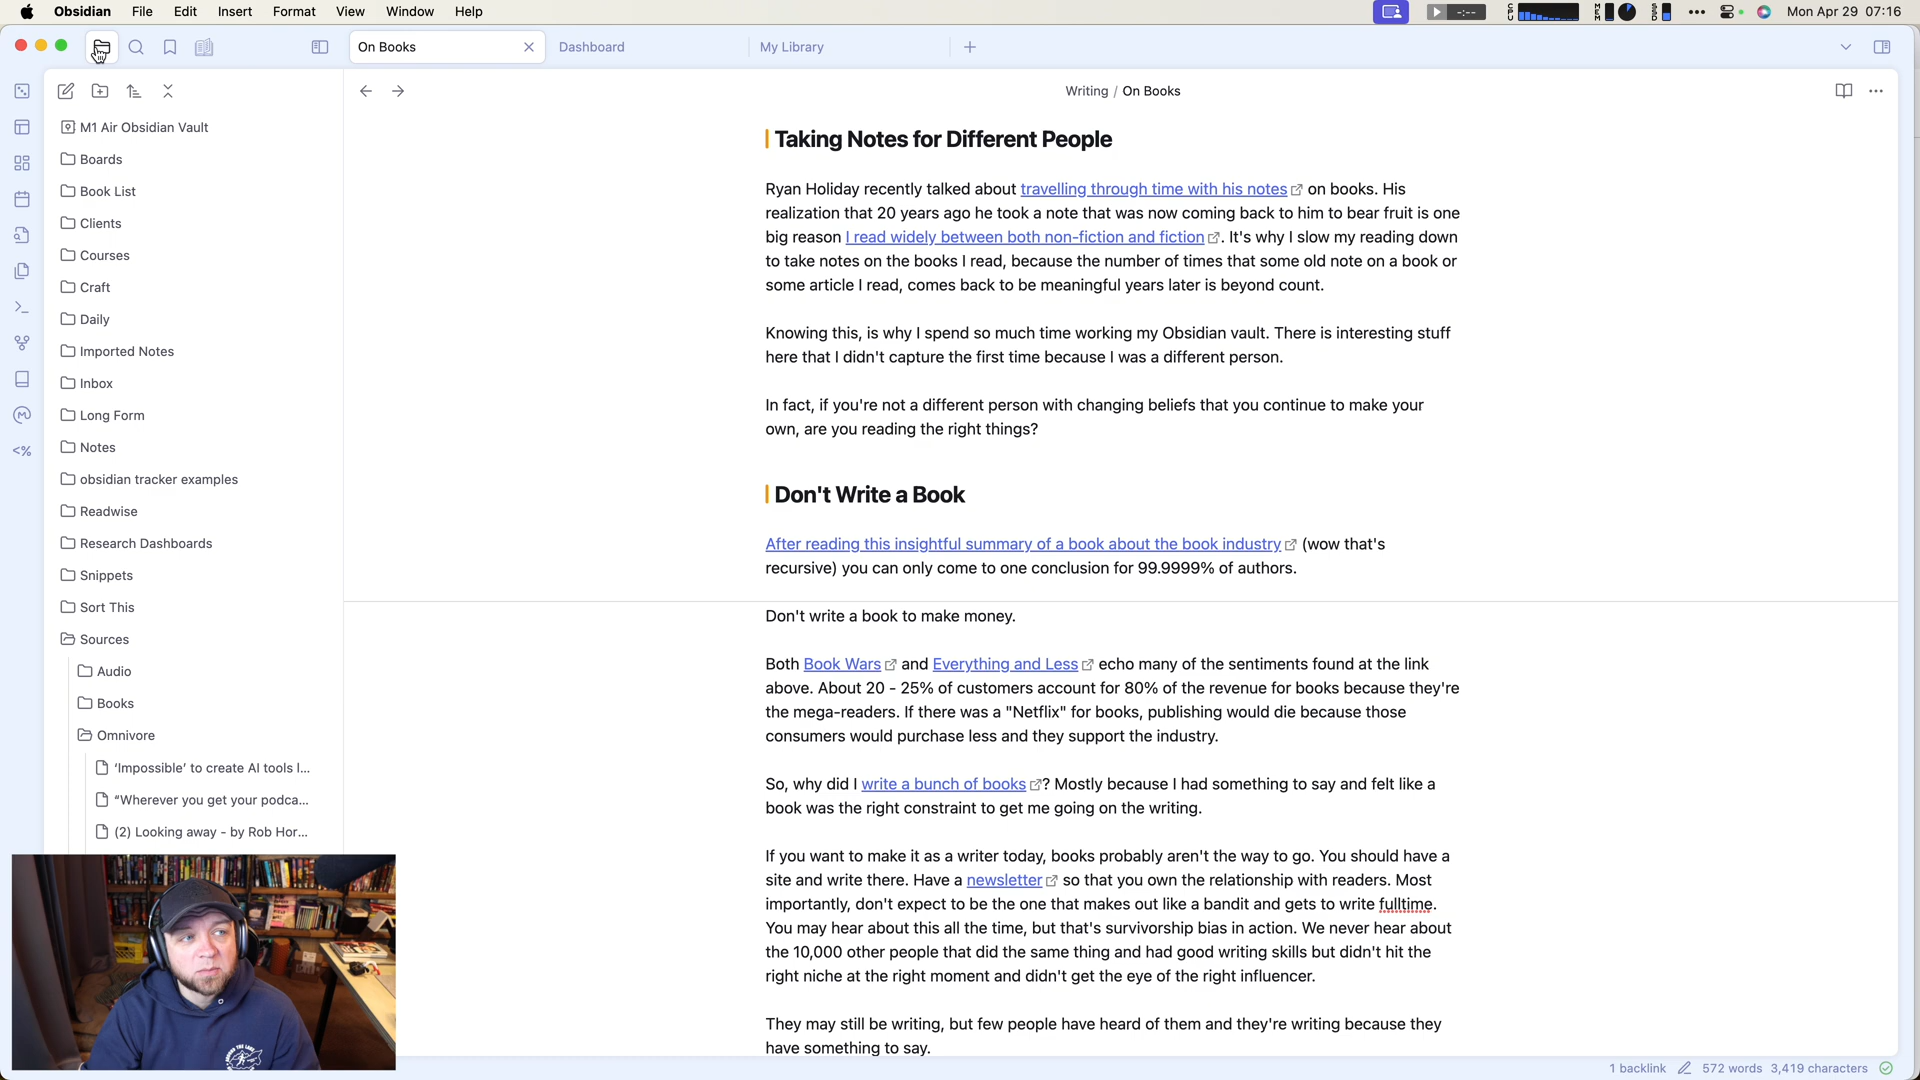 Obsidian File Edit Insert Format View Window Help
Mon Apr 29 07:16
On Books
Dashboard
My Library
M1 Air Obsidian Vault
Boards
Book List
Clients
Courses
Craft
Daily
Imported Notes
Inbox
Long Form
Notes
obsidian tracker examples
Readwise
Research Dashboards
Snippets
Sort This
Sources
Audio
Books
Omnivore
‘Impossible’ to create AI tools l...
“Wherever you get your podca...
(2) Looking away - by Rob Hor...
Writing / On Books
Taking Notes for Different People
Ryan Holiday recently talked about travelling through time with his notes on books. His
realization that 20 years ago he took a note that was now coming back to him to bear fruit is one
big reason I read widely between both non-fiction and fiction. It's why I slow my reading down
to take notes on the books I read, because the number of times that some old note on a book or
some article I read, comes back to be meaningful years later is beyond count.
Knowing this, is why I spend so much time working my Obsidian vault. There is interesting stuff
here that I didn't capture the first time because I was a different person.
In fact, if you're not a different person with changing beliefs that you continue to make your
own, are you reading the right things?
Don't Write a Book
After reading this insightful summary of a book about the book industry (wow that's
recursive) you can only come to one conclusion for 99.9999% of authors.
Don't write a book to make money.
Both Book Wars and Everything and Less echo many of the sentiments found at the link
above. About 20 - 25% of customers account for 80% of the revenue for books because they're
the mega-readers. If there was a "Netflix" for books, publishing would die because those
consumers would purchase less and they support the industry.
So, why did I write a bunch of books? Mostly because I had something to say and felt like a
book was the right constraint to get me going on the writing.
If you want to make it as a writer today, books probably aren't the way to go. You should have a
site and write there. Have a newsletter so that you own the relationship with readers. Most
importantly, don't expect to be the one that makes out like a bandit and gets to write fulltime.
You may hear about this all the time, but that's survivorship bias in action. We never hear about
the 10,000 other people that did the same thing and had good writing skills but didn't hit the
right niche at the right moment and didn't get the eye of the right influencer.
They may still be writing, but few people have heard of them and they're writing because they
have something to say.
1 backlink 572 words 3,419 characters